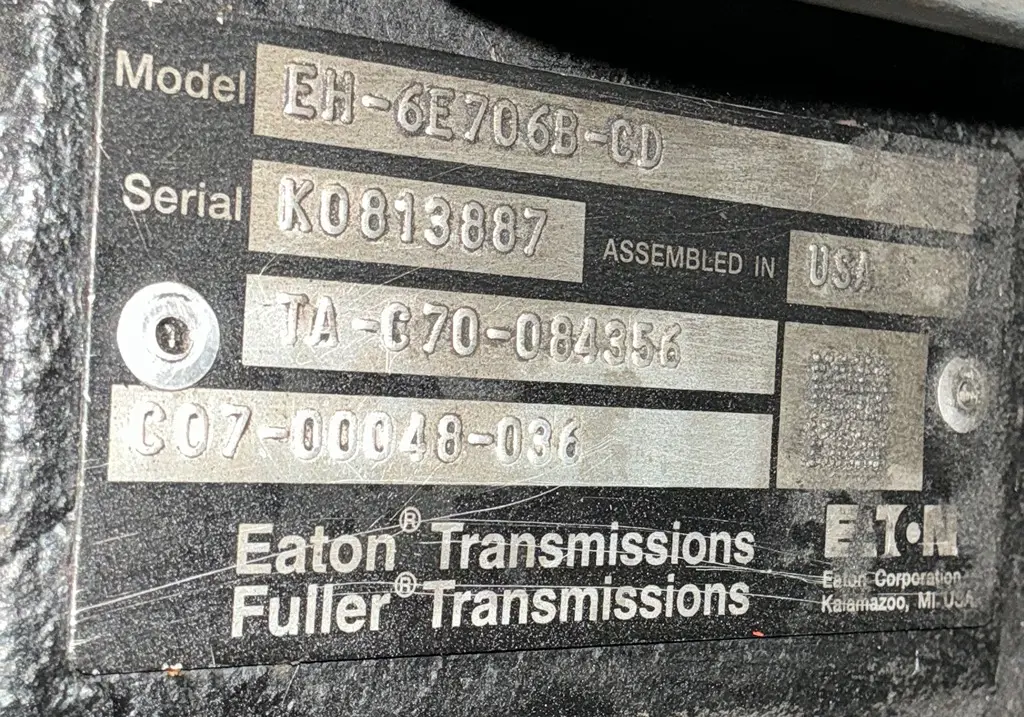 Model EH-6E706B-CD
Serial K0813887 ASSEMBLED IN USA
TA-C70-084356
C07-00048-036
Eaton® Transmissions
Fuller® Transmissions
EATON
Eaton Corporation
Kalamazoo, MI USA